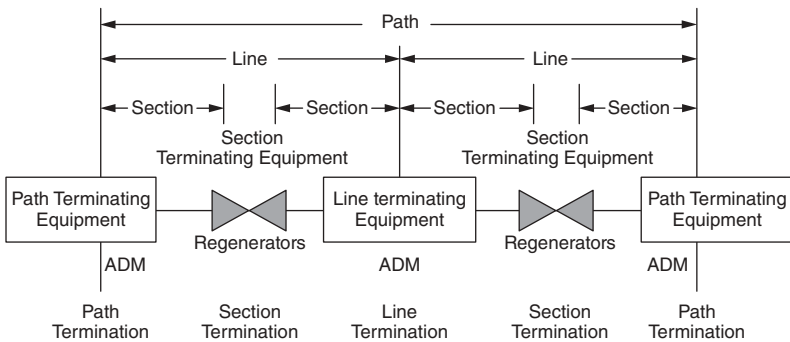 Path
Line Line
Section Section Section Section
Section Section
Terminating Equipment Terminating Equipment
Path Terminating Line terminating Path Terminating
Equipment Equipment Equipment
Regenerators Regenerators
ADM ADM ADM
Path Section Line Section Path
Termination Termination Termination Termination Termination